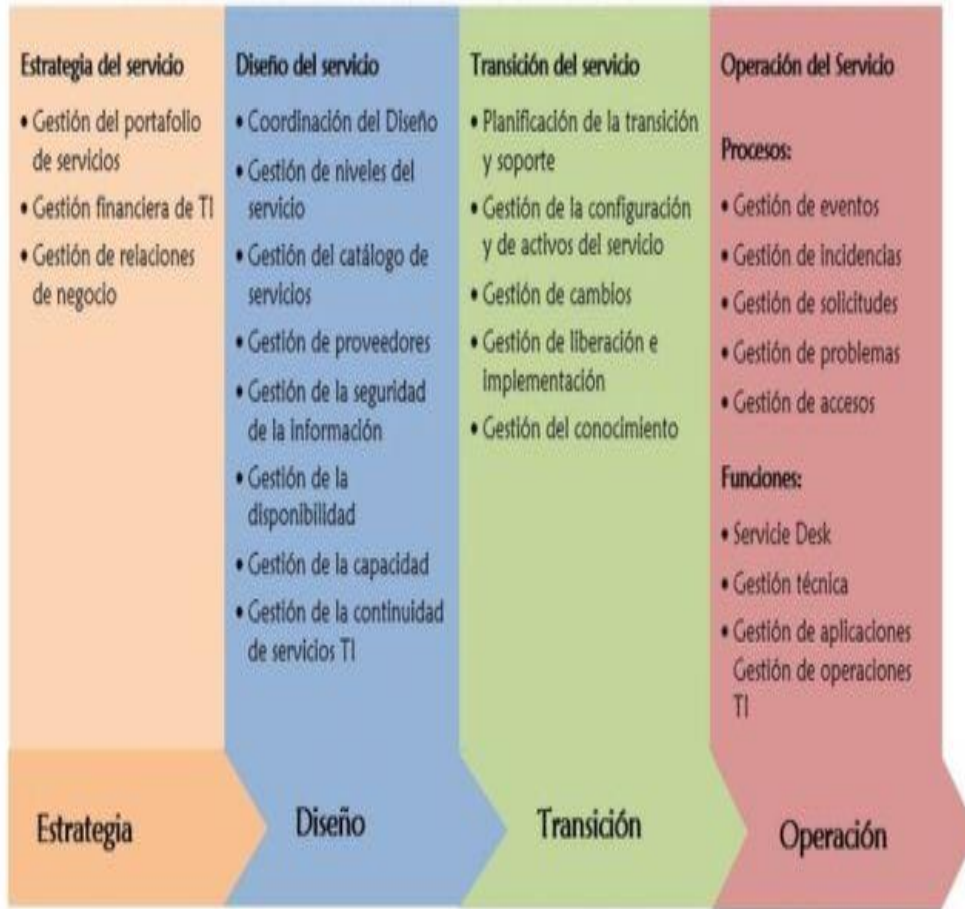 Estrategia del servicio
• Gestión del portafolio
de servicios
• Gestión financiera de TI
• Gestión de relaciones
de negocio
Diseño del servicio
• Coordinación del Diseño
• Gestión de niveles del
servicio
• Gestión del catálogo de
servicios
• Gestión de proveedores
• Gestión de la seguridad
de la información
• Gestión de la
disponibilidad
• Gestión de la capacidad
• Gestión de la continuidad
de servicios TI
Transición del servicio
• Planificación de la transición
y soporte
• Gestión de la configuración
y de activos del servicio
• Gestión de cambios
• Gestión de liberación e
implementación
• Gestión del conocimiento
Operación del Servicio
Procesos:
• Gestión de eventos
• Gestión de incidencias
• Gestión de solicitudes
• Gestión de problemas
• Gestión de accesos
Funciones:
• Servicie Desk
• Gestión técnica
• Gestión de aplicaciones
Gestión de operaciones
TI
Estrategia
Diseño
Transición
Operación